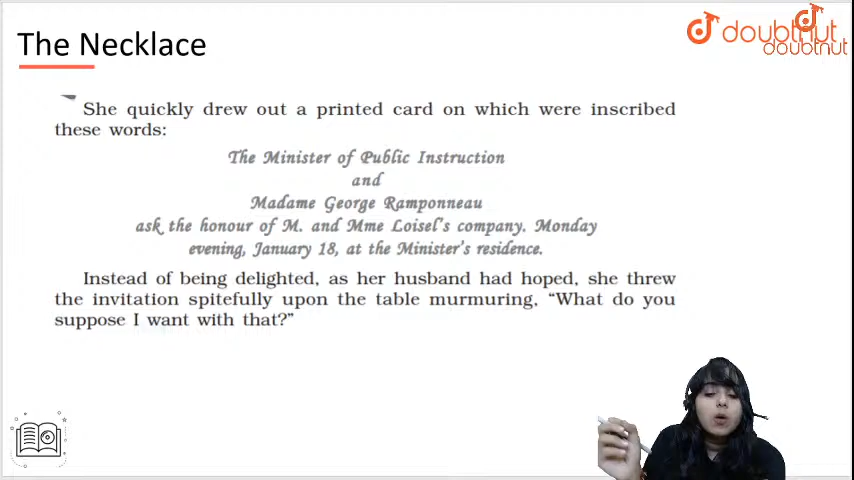 The Necklace
doubtnut
doubtnut
She quickly drew out a printed card on which were inscribed
these words:
The Minister of Public Instruction
and
Madame George Ramponneau
ask the honour of M. and Mme Loisel's company. Monday
evening, January 18, at the Minister's residence.
Instead of being delighted, as her husband had hoped, she threw
the invitation spitefully upon the table murmuring, “What do you
suppose I want with that?”